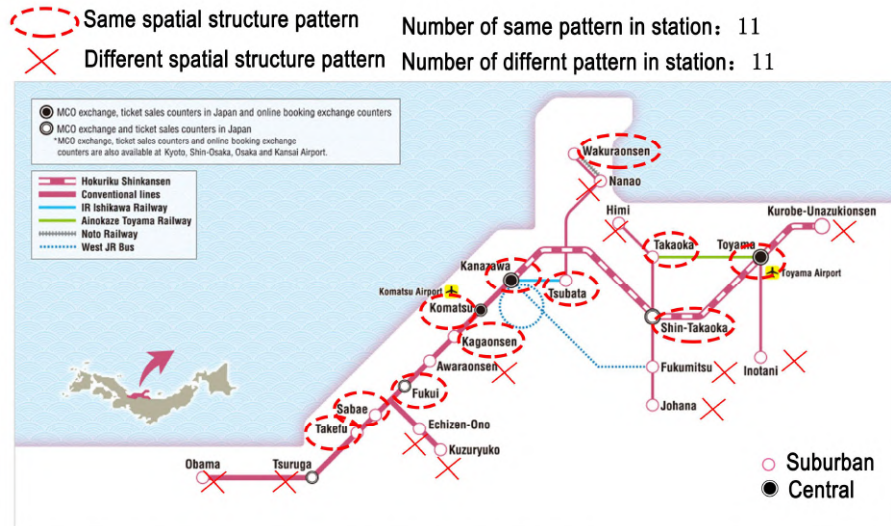 Same spatial structure pattern
Number of same pattern in station: 11
Different spatial structure pattern
Number of differnt pattern in station: 11
MCO exchange, ticket sales counters in Japan and online booking exchange counters
MCO exchange and ticket sales counters in Japan
*MCO exchange, ticket sales counters and online booking exchange
counters are also available at Kyoto, Shin-Osaka, Osaka and Kansai Airport.
Hokuriku Shinkansen
Conventional lines
IR Ishikawa Railway
Ainokaze Toyama Railway
Noto Railway
West JR Bus
Wakuraonsen
Nanao
Himi
Kurobe-Unazukionsen
Takaoka
Toyama
Kanazawa
Toyama Airport
Komatsu Airport
Tsubata
Komatsu
Shin-Takaoka
Kagaonsen
Awaraonsen
Fukumitsu
Inotani
Fukui
Johana
Sabae
Takefu
Echizen-Ono
Kuzuryuko
Obama
Tsuruga
Suburban
Central